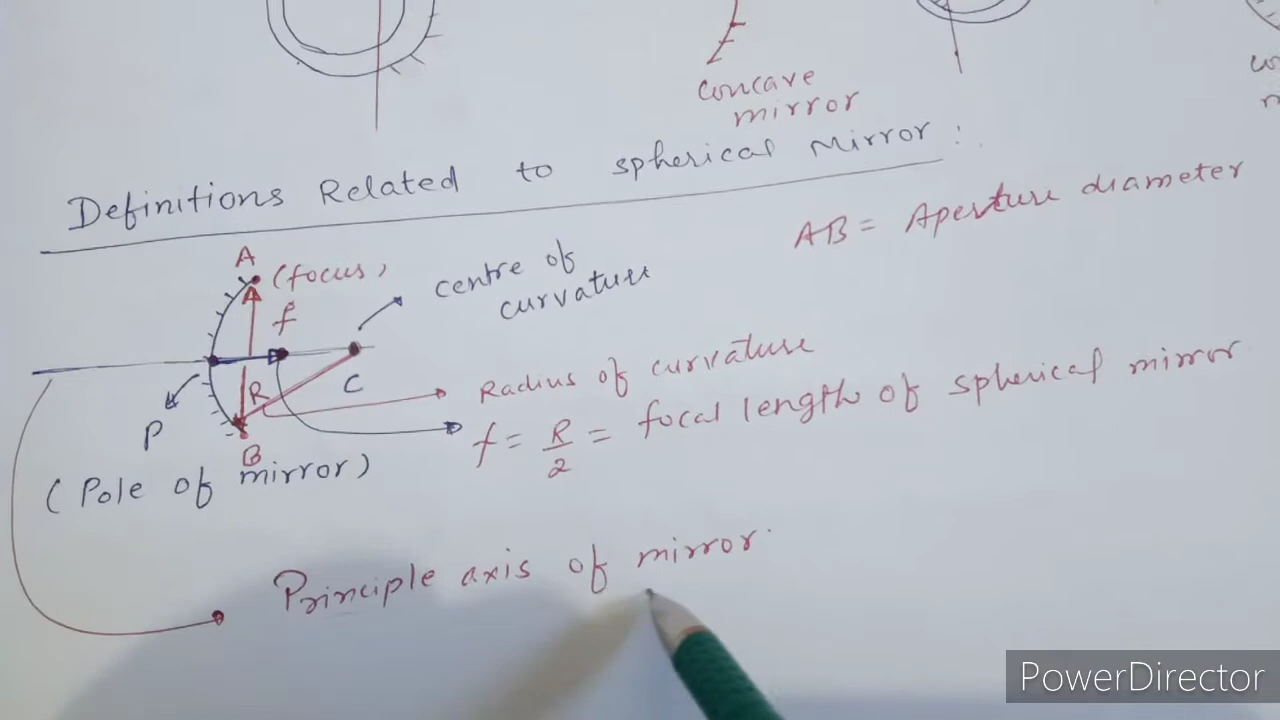 concave
mirror
Definitions Related to spherical Mirror :
AB = Aperture diameter
A
(focus,
f
centre of
curvature
R
C
P
B
(Pole of mirror)
Radius of curvature
f = R/2 = focal length of spherical mirror
Principle axis of mirror
PowerDirector